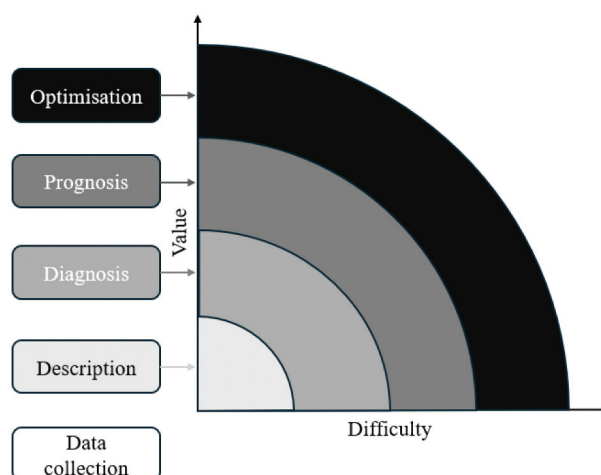 Optimisation
Prognosis
Value
Diagnosis
Description
Difficulty
Data
collection